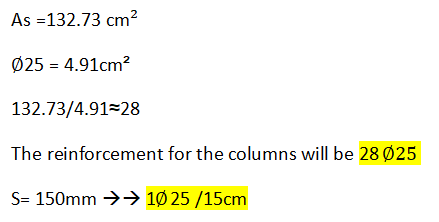 As =132.73 cm²
Ø25 = 4.91cm²
132.73/4.91≈28
The reinforcement for the columns will be 28Ø25
S= 150mm →→ 1Ø25 /15cm